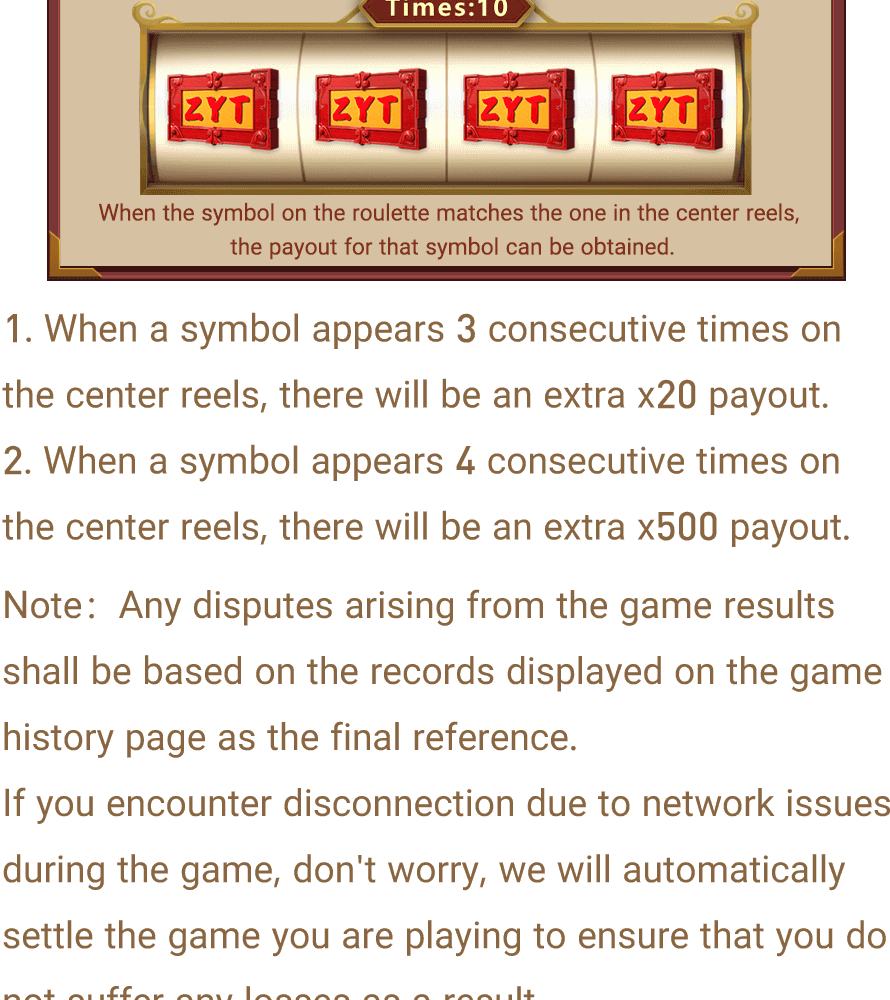 Times:10
ZYT ZYT ZYT ZYT
When the symbol on the roulette matches the one in the center reels,
the payout for that symbol can be obtained.
1. When a symbol appears 3 consecutive times on
the center reels, there will be an extra x20 payout.
2. When a symbol appears 4 consecutive times on
the center reels, there will be an extra x500 payout.
Note: Any disputes arising from the game results
shall be based on the records displayed on the game
history page as the final reference.
If you encounter disconnection due to network issues
during the game, don't worry, we will automatically
settle the game you are playing to ensure that you do
not suffer any losses as a result